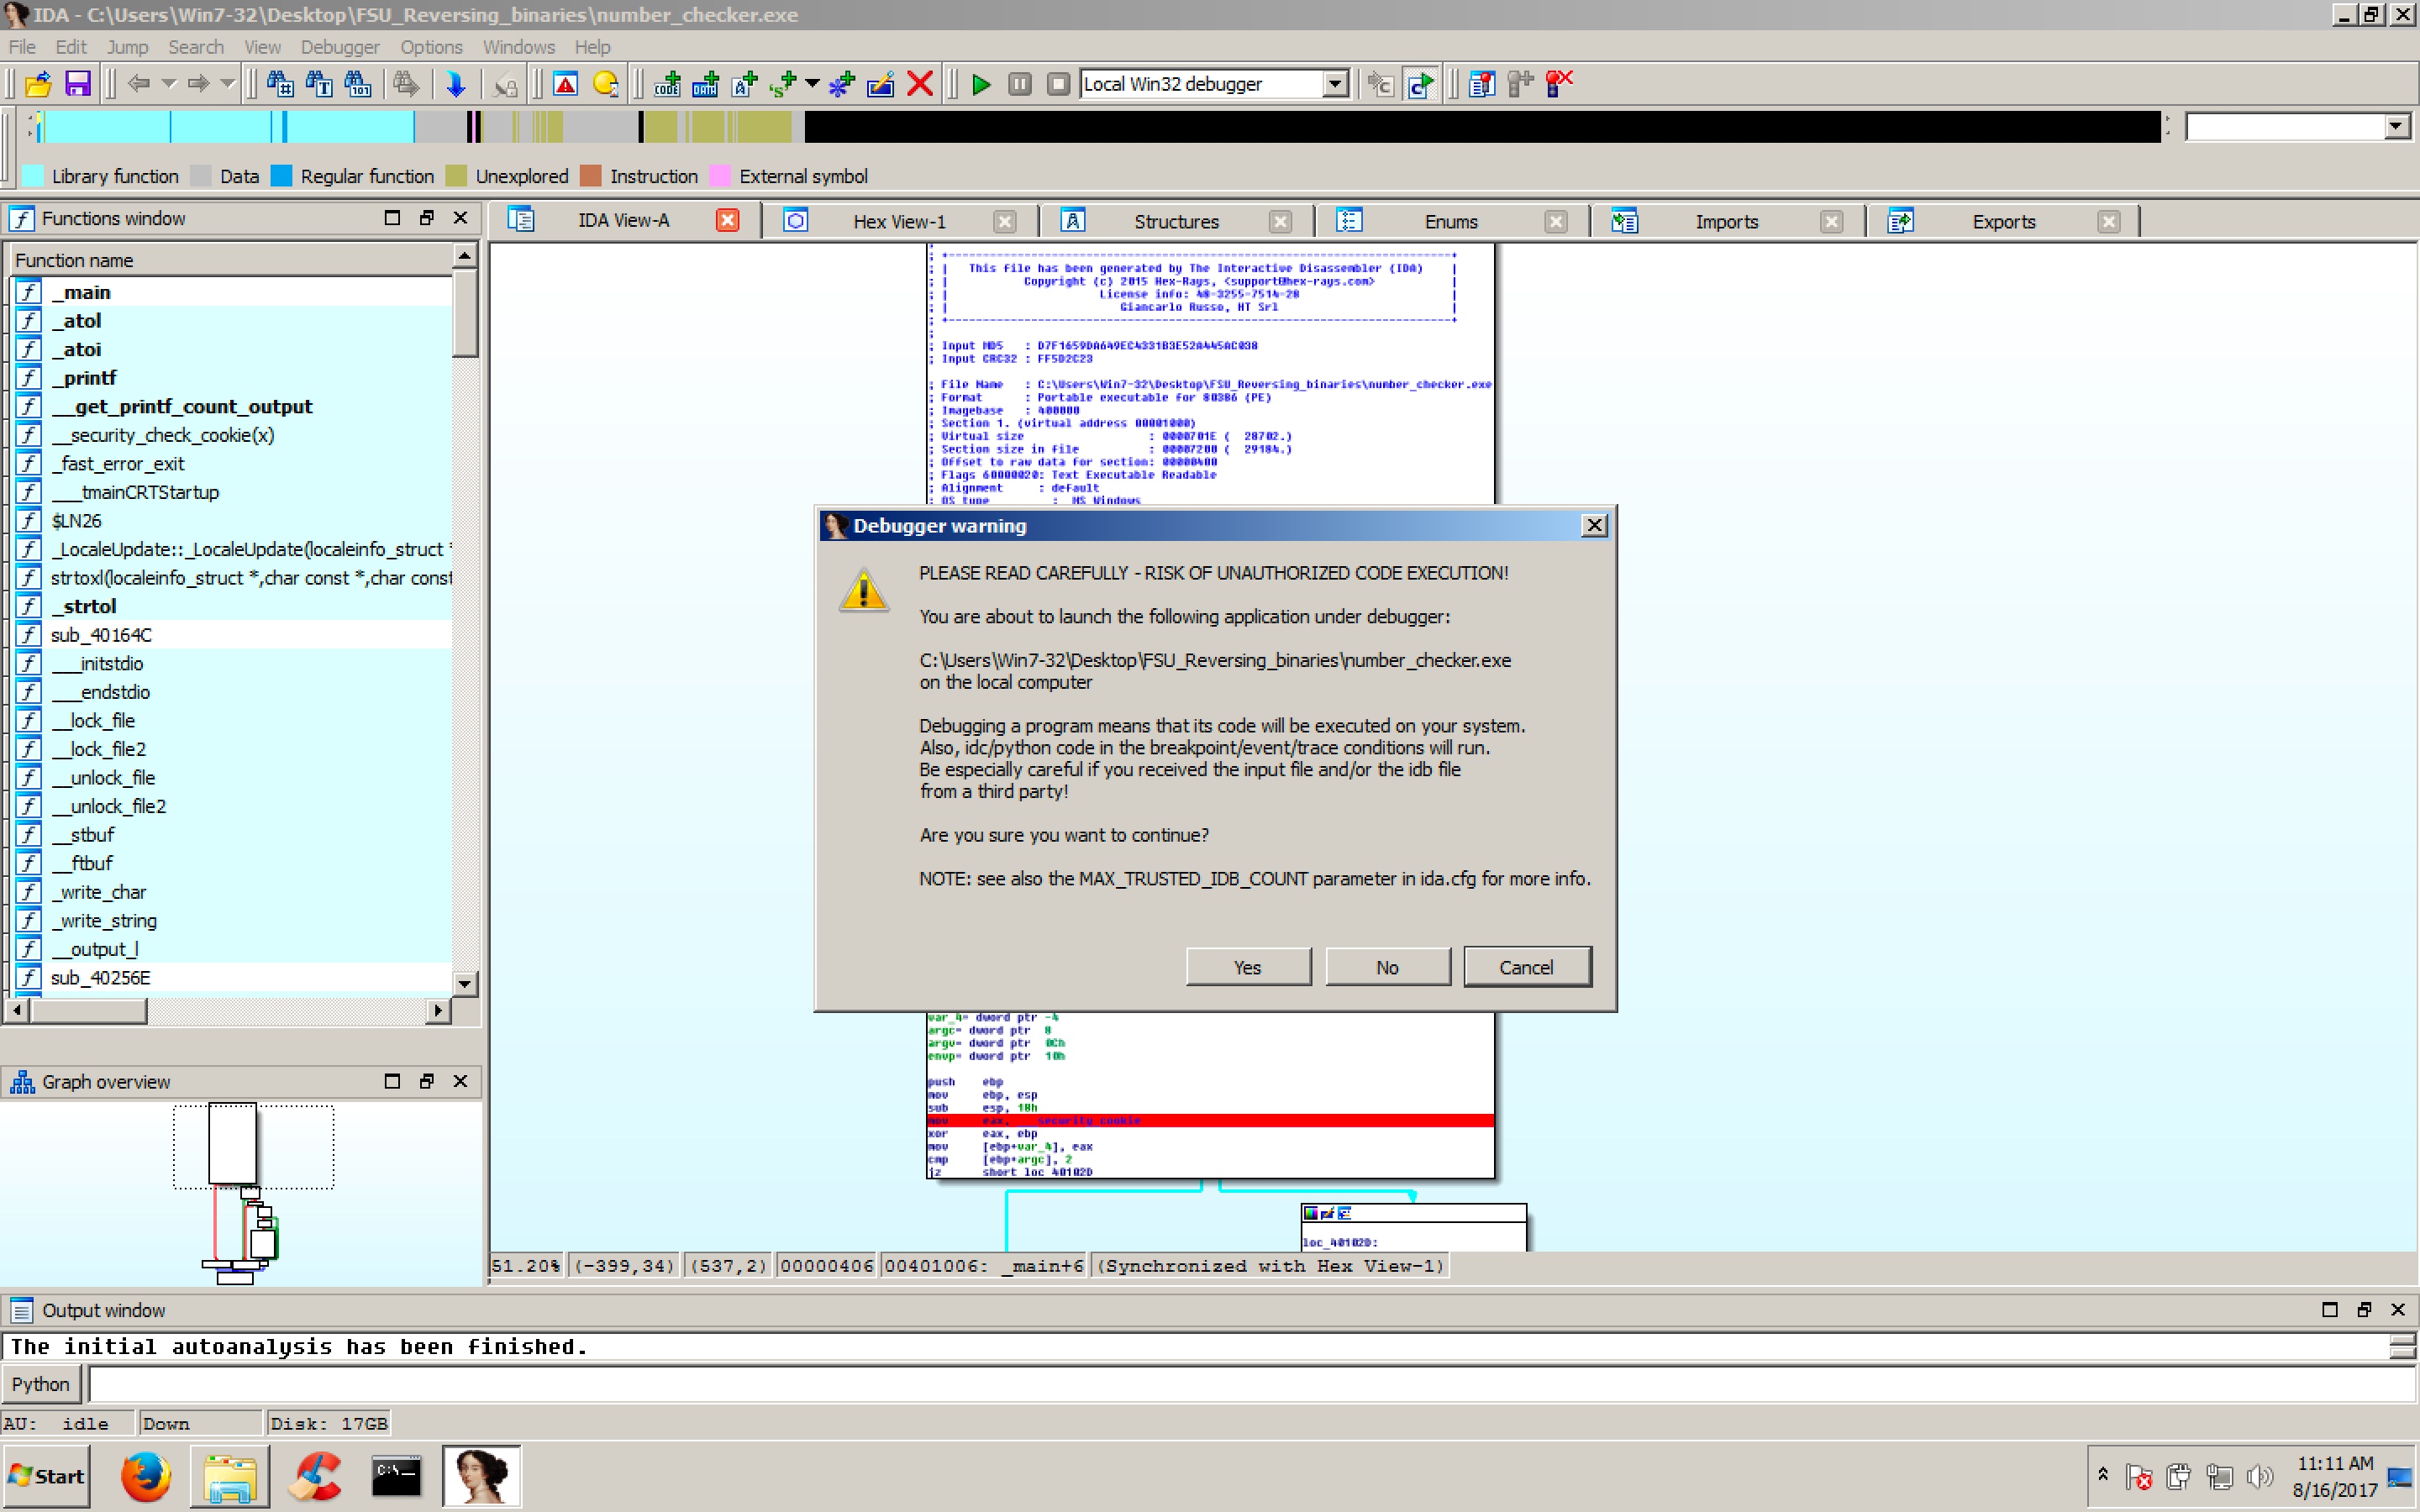 IDA - C:\Users\Win7-32\Desktop\FSU_Reversing_binaries\number_checker.exe
File Edit Jump Search View Debugger Options Windows Help
Local Win32 debugger
Library function Data Regular function Unexplored Instruction External symbol
Functions window
IDA View-A Hex View-1 Structures Enums Imports Exports
Function name
_main
_atol
_atoi
_printf
__get_printf_count_output
__security_check_cookie(x)
_fast_error_exit
___tmainCRTStartup
$LN26
_LocaleUpdate::_LocaleUpdate(localeinfo_struct *
strtoxl(localeinfo_struct *,char const *,char const
_strtol
sub_40164C
___initstdio
___endstdio
__lock_file
__lock_file2
__unlock_file
__unlock_file2
__stbuf
__ftbuf
_write_char
_write_string
__output_l
sub_40256E
; | This file has been generated by The Interactive Disassembler (IDA) |
; | Copyright (c) 2015 Hex-Rays, <support@hex-rays.com> |
; | License info: 48-3255-7514-28 |
; | Giancarlo Russo, HT Srl |
; Input MD5 : D7F1659DA649EC4331B3E52A445AC038
; Input CRC32 : FF5D2C23
; File Name : C:\Users\Win7-32\Desktop\FSU_Reversing_binaries\number_checker.exe
; Format : Portable executable for 80386 (PE)
; Imagebase : 400000
; Section 1. (virtual address 00001000)
; Virtual size : 0000701E ( 28702.)
; Section size in file : 00007200 ( 29184.)
; Offset to raw data for section: 00000400
; Flags 60000020: Text Executable Readable
; Alignment : default
; OS type : MS Windows
Debugger warning
PLEASE READ CAREFULLY - RISK OF UNAUTHORIZED CODE EXECUTION!
You are about to launch the following application under debugger:
C:\Users\Win7-32\Desktop\FSU_Reversing_binaries\number_checker.exe
on the local computer
Debugging a program means that its code will be executed on your system.
Also, idc/python code in the breakpoint/event/trace conditions will run.
Be especially careful if you received the input file and/or the idb file
from a third party!
Are you sure you want to continue?
NOTE: see also the MAX_TRUSTED_IDB_COUNT parameter in ida.cfg for more info.
Yes No Cancel
var_4= dword ptr -4
argc= dword ptr 8
argv= dword ptr 0Ch
envp= dword ptr 10h
push ebp
mov ebp, esp
sub esp, 18h
mov eax, ___security_cookie
xor eax, ebp
mov [ebp+var_4], eax
cmp [ebp+argc], 2
jz short loc_40102D
loc_40102D:
Graph overview
51.20% (-399,34) (537,2) 00000406 00401006: _main+6 (Synchronized with Hex View-1)
Output window
The initial autoanalysis has been finished.
Python
AU: idle Down Disk: 17GB
Start
C:\_
11:11 AM
8/16/2017